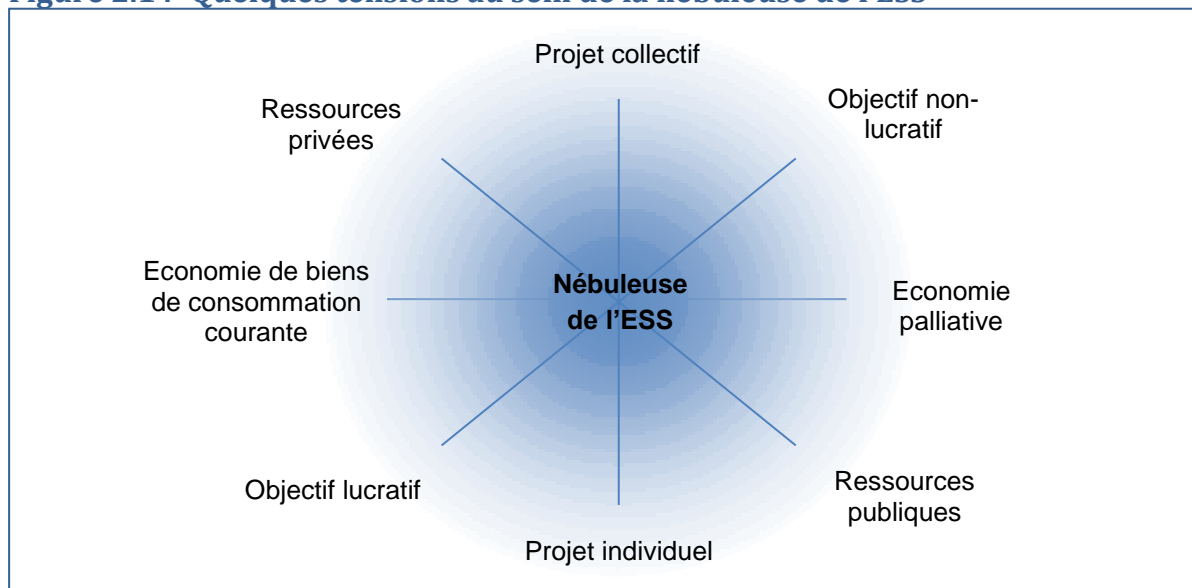 Figure 2.1 : Quelques tensions au sein de la nébuleuse de l'ESS
Projet collectif
Ressources
privées
Objectif non-
lucratif
Economie de biens
de consommation
courante
Nébuleuse
de l'ESS
Economie
palliative
Objectif lucratif
Ressources
publiques
Projet individuel